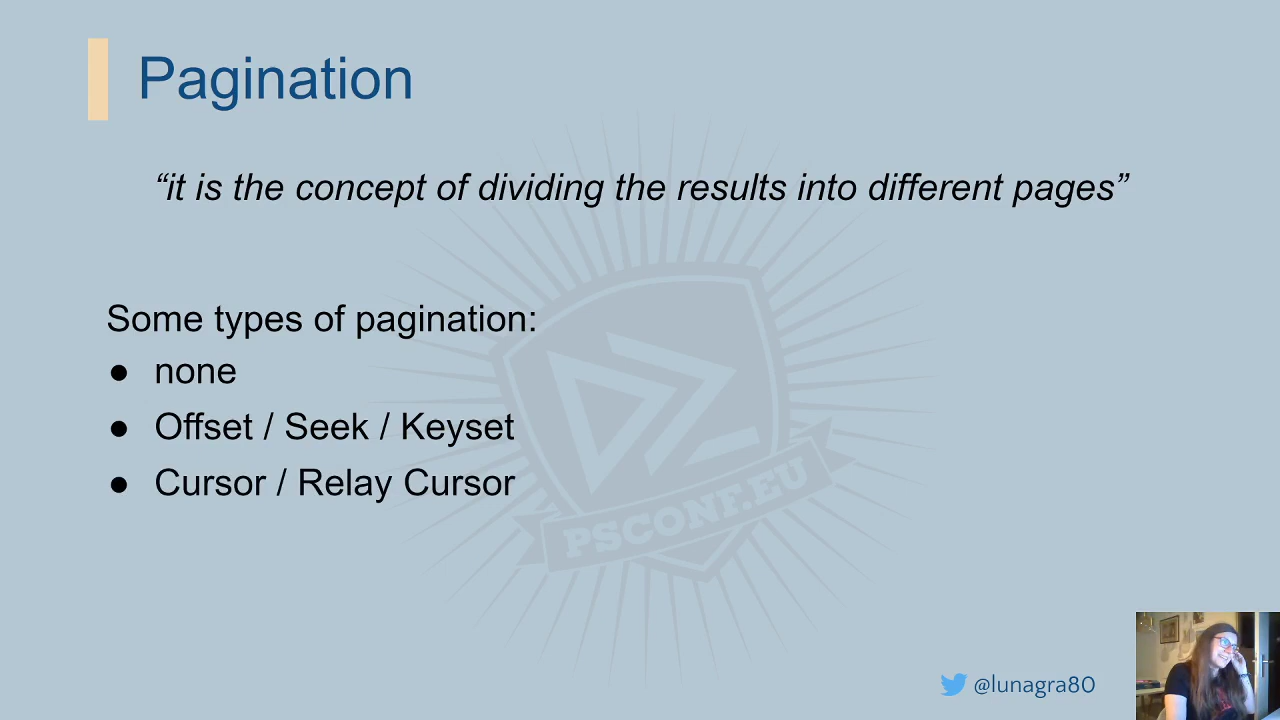 Pagination
“it is the concept of dividing the results into different pages”
Some types of pagination:
● none
● Offset / Seek / Keyset
● Cursor / Relay Cursor
PSCONF.EU
@lunagra80